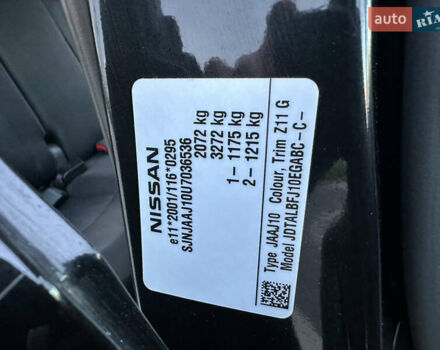 auto
RIA
NISSAN
e11*2001/116*0295
SJNJAAJ10U7036536
2072 kg
3272 kg
1- 1175 kg
2- 1215 kg
Type JAAJ10 Colour, Trim Z11 G
Model JDTALBFJ10EGABC-C-